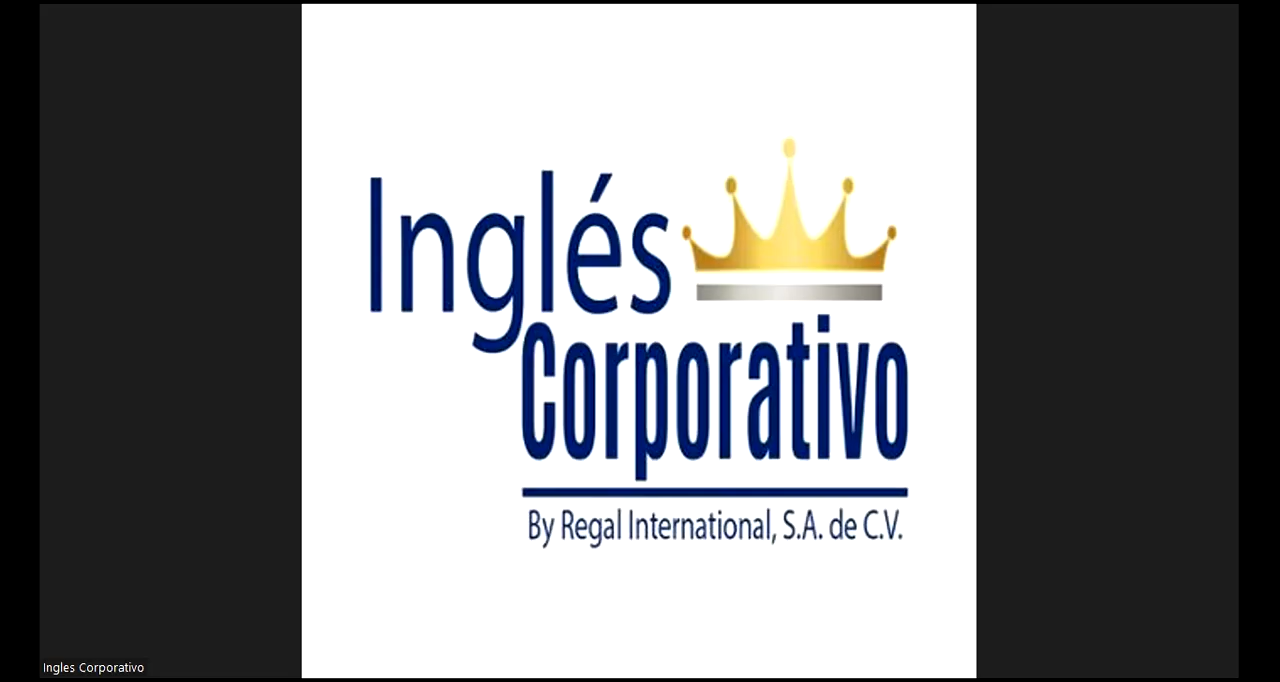 Inglés
Corporativo
By Regal International, S.A. de C.V.
Ingles Corporativo